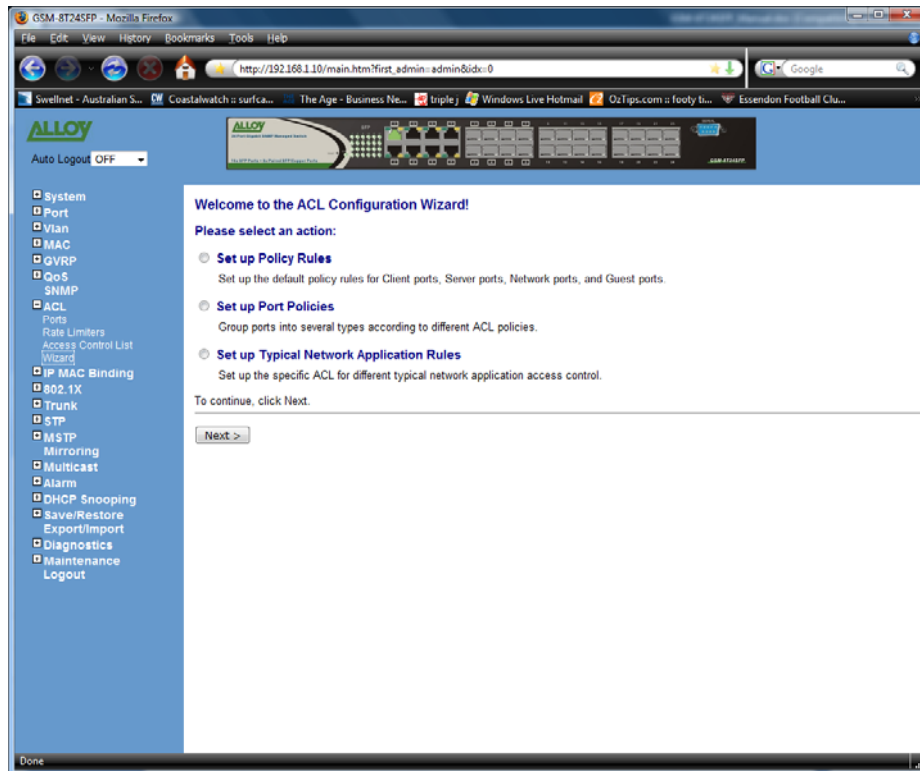 GSM-8T24SFP - Mozilla Firefox
File Edit View History Bookmarks Tools Help
http://192.168.1.10/main.htm?first_admin=admin&idx=0
Google
Swellnet - Australian S... Coastalwatch :: surfca... The Age - Business Ne... triple j Windows Live Hotmail OzTips.com :: footy ti... Essendon Football Clu...
ALLOY
Auto Logout OFF
ALLOY
SFP
System
Port
Vlan
MAC
GVRP
QoS
SNMP
ACL
Ports
Rate Limiters
Access Control List
Wizard
IP MAC Binding
802.1X
Trunk
STP
MSTP
Mirroring
Multicast
Alarm
DHCP Snooping
Save/Restore
Export/Import
Diagnostics
Maintenance
Logout
Welcome to the ACL Configuration Wizard!
Please select an action:
Set up Policy Rules
Set up the default policy rules for Client ports, Server ports, Network ports, and Guest ports.
Set up Port Policies
Group ports into several types according to different ACL policies.
Set up Typical Network Application Rules
Set up the specific ACL for different typical network application access control.
To continue, click Next.
Next >
Done